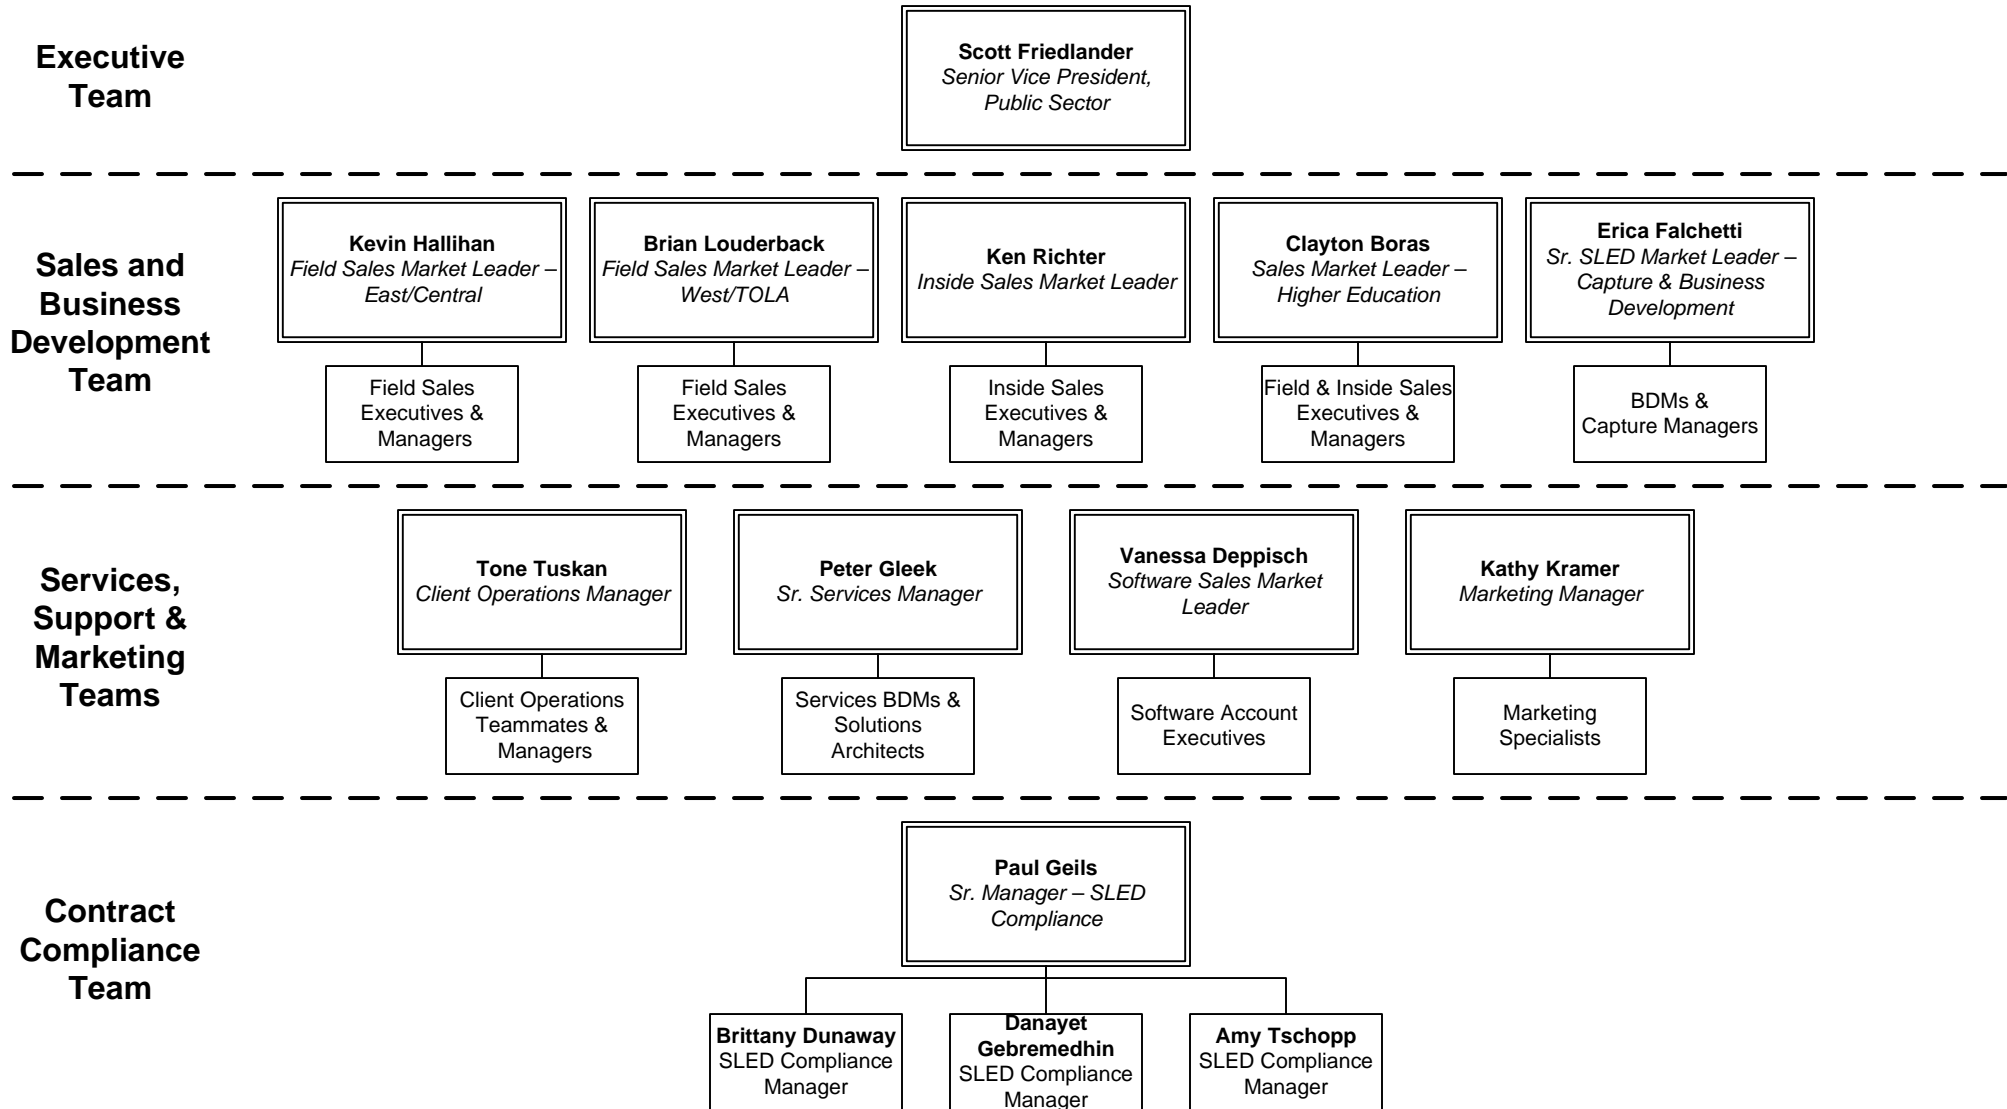 Executive
Team
Scott Friedlander
Senior Vice President,
Public Sector
Sales and
Business
Development
Team
Kevin Hallihan
Field Sales Market Leader –
East/Central
Field Sales
Executives &
Managers
Brian Louderback
Field Sales Market Leader –
West/TOLA
Field Sales
Executives &
Managers
Ken Richter
Inside Sales Market Leader
Inside Sales
Executives &
Managers
Clayton Boras
Sales Market Leader –
Higher Education
Field & Inside Sales
Executives &
Managers
Erica Falchetti
Sr. SLED Market Leader –
Capture & Business
Development
BDMs &
Capture Managers
Services,
Support &
Marketing
Teams
Tone Tuskan
Client Operations Manager
Client Operations
Teammates &
Managers
Peter Gleek
Sr. Services Manager
Services BDMs &
Solutions
Architects
Vanessa Deppisch
Software Sales Market
Leader
Software Account
Executives
Kathy Kramer
Marketing Manager
Marketing
Specialists
Contract
Compliance
Team
Paul Geils
Sr. Manager – SLED
Compliance
Brittany Dunaway
SLED Compliance
Manager
Danayet
Gebremedhin
SLED Compliance
Manager
Amy Tschopp
SLED Compliance
Manager